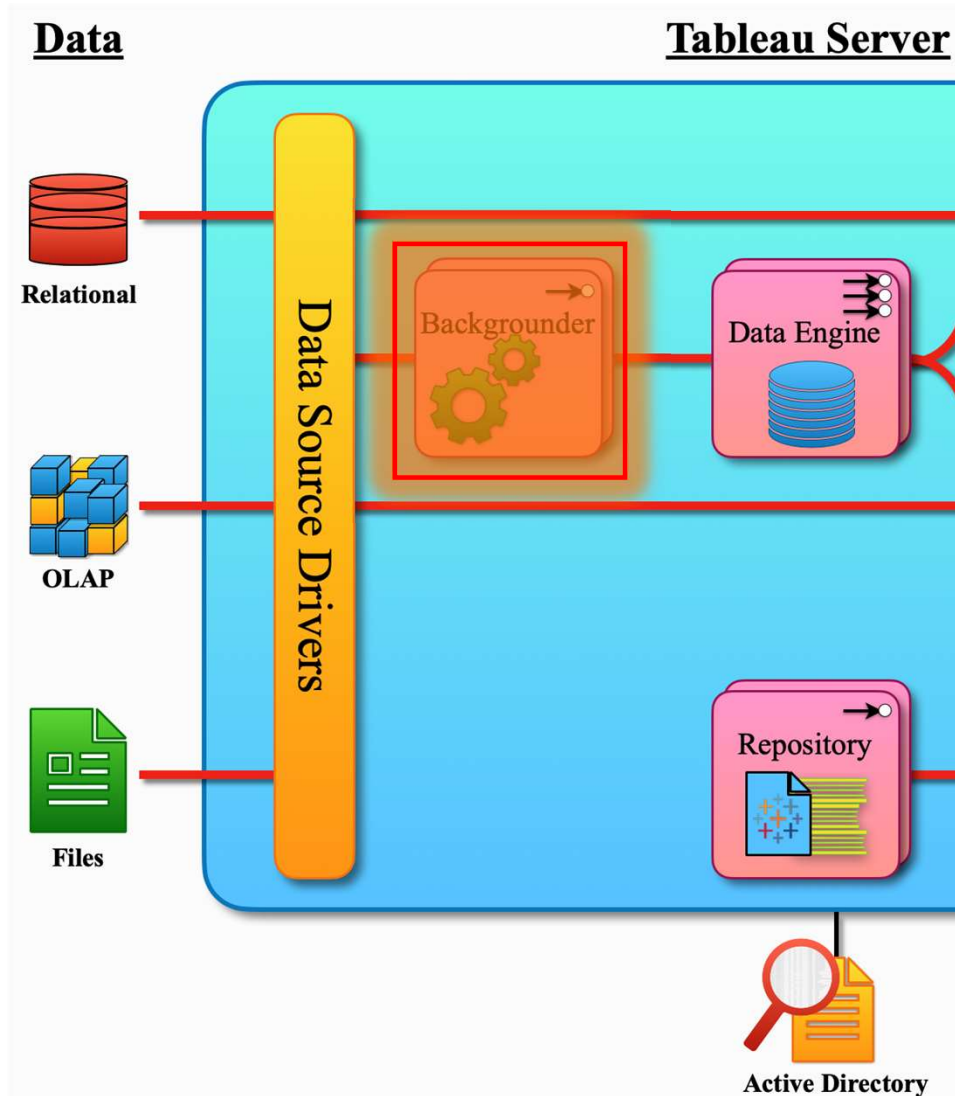 Data
Tableau Server
Relational
OLAP
Files
Data Source Drivers
Backgrounder
Data Engine
Repository
Active Directory